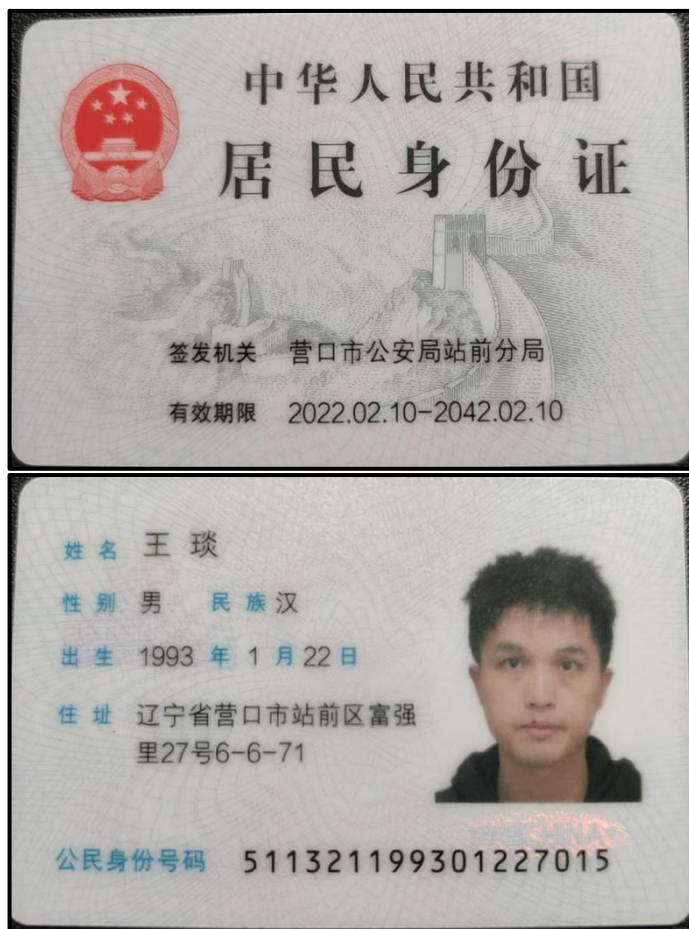 中华人民共和国
居民身份证
签发机关 营口市公安局站前分局
有效期限 2022.02.10-2042.02.10
姓名 王琰
性别 男 民族 汉
出生 1993 年 1 月 22 日
住址 辽宁省营口市站前区富强
里27号6-6-71
公民身份号码 511321199301227015